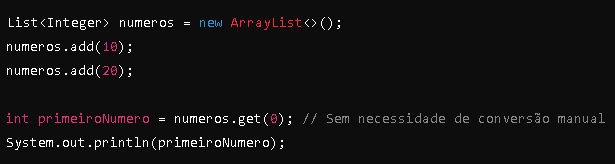 List<Integer> numeros = new ArrayList<>();
numeros.add(10);
numeros.add(20);
int primeiroNumero = numeros.get(0); // Sem necessidade de conversão manual
System.out.println(primeiroNumero);